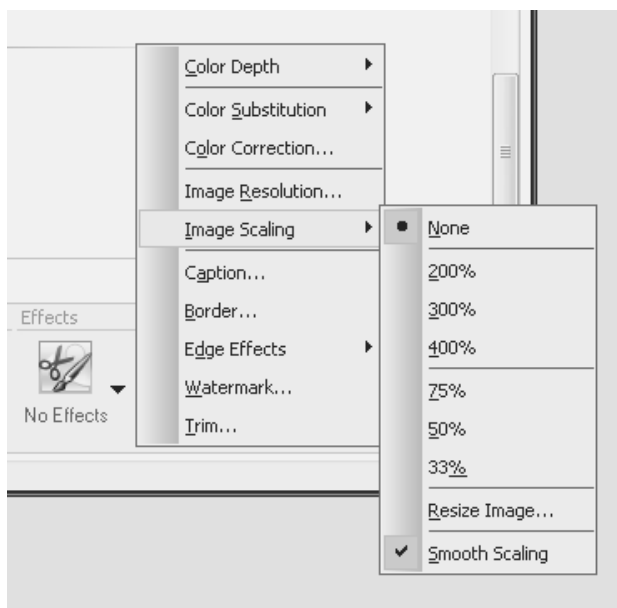 Color Depth
Color Substitution
Color Correction...
Image Resolution...
Image Scaling
Caption...
Border...
Edge Effects
Watermark...
Trim...
None
200%
300%
400%
75%
50%
33%
Resize Image...
Smooth Scaling
Effects
No Effects